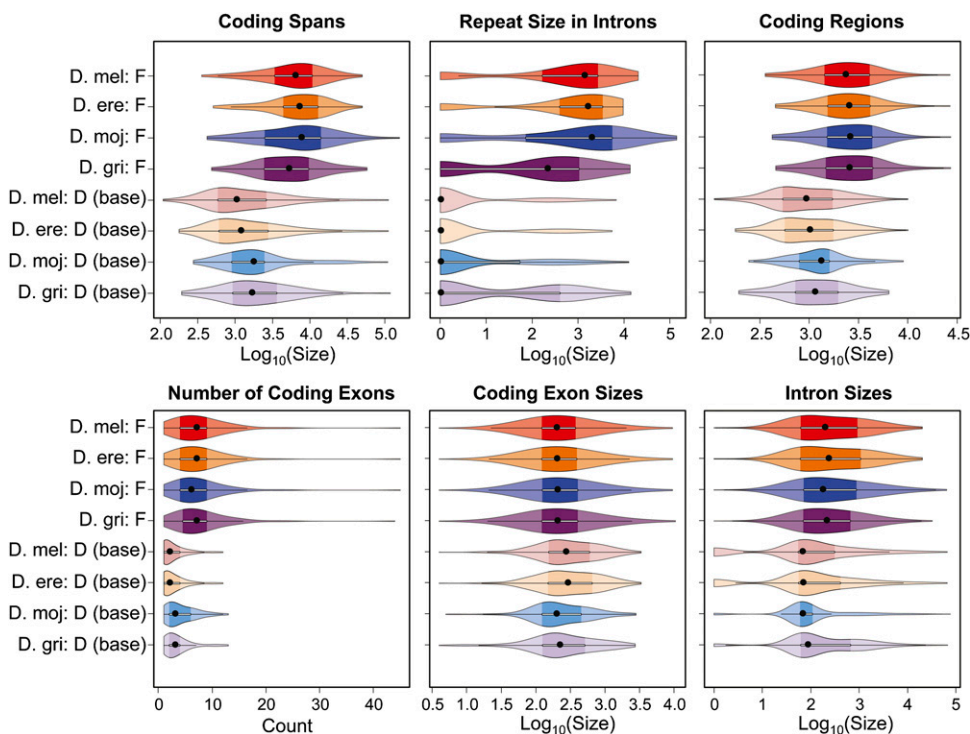 Coding Spans
Repeat Size in Introns
Coding Regions
D. mel: F
D. ere: F
D. moj: F
D. gri: F
D. mel: D (base)
D. ere: D (base)
D. moj: D (base)
D. gri: D (base)
2.0 2.5 3.0 3.5 4.0 4.5 5.0
0 1 2 3 4 5
2.0 2.5 3.0 3.5 4.0 4.5
Log10(Size)
Log10(Size)
Log10(Size)
Number of Coding Exons
Coding Exon Sizes
Intron Sizes
D. mel: F
D. ere: F
D. moj: F
D. gri: F
D. mel: D (base)
D. ere: D (base)
D. moj: D (base)
D. gri: D (base)
0 10 20 30 40
0.5 1.0 1.5 2.0 2.5 3.0 3.5 4.0
0 1 2 3 4 5
Count
Log10(Size)
Log10(Size)